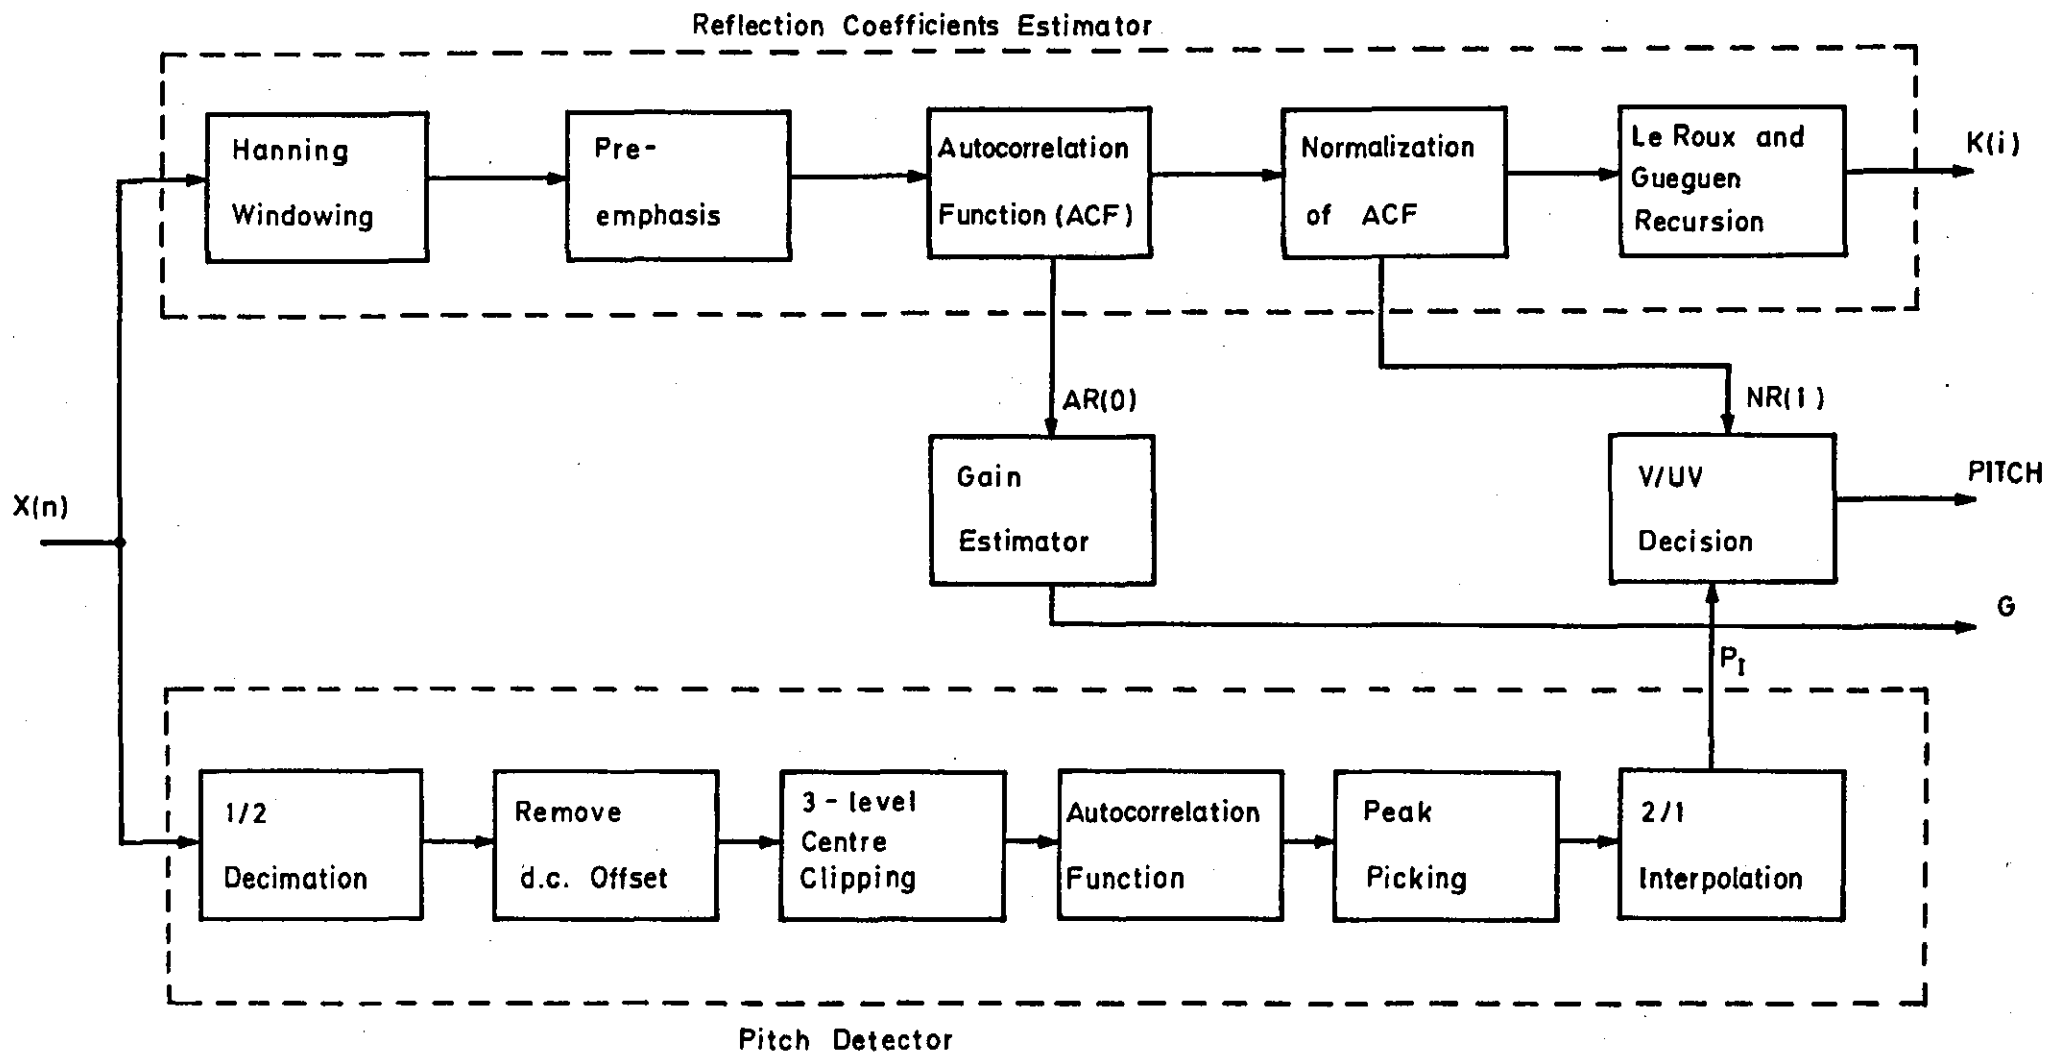 Reflection Coefficients Estimator
Hanning
Windowing
Pre-
emphasis
Autocorrelation
Function (ACF)
Normalization
of ACF
Le Roux and
Gueguen
Recursion
K(i)
AR(0)
NR(1)
X(n)
Gain
Estimator
V/UV
Decision
PITCH
G
P_I
1/2
Decimation
Remove
d.c. Offset
3-level
Centre
Clipping
Autocorrelation
Function
Peak
Picking
2/1
Interpolation
Pitch Detector